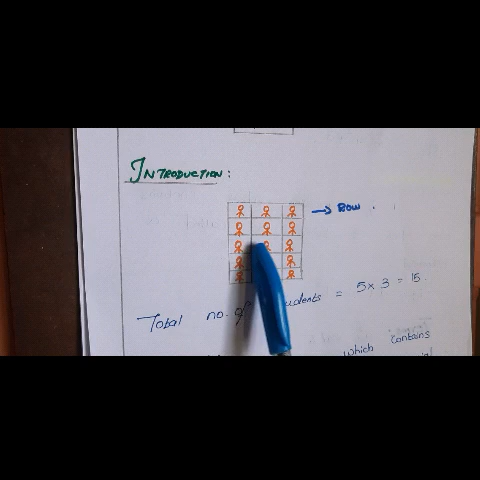 INTRODUCTION:
→ Row.
Total no. of students = 5 x 3 = 15.
which contains